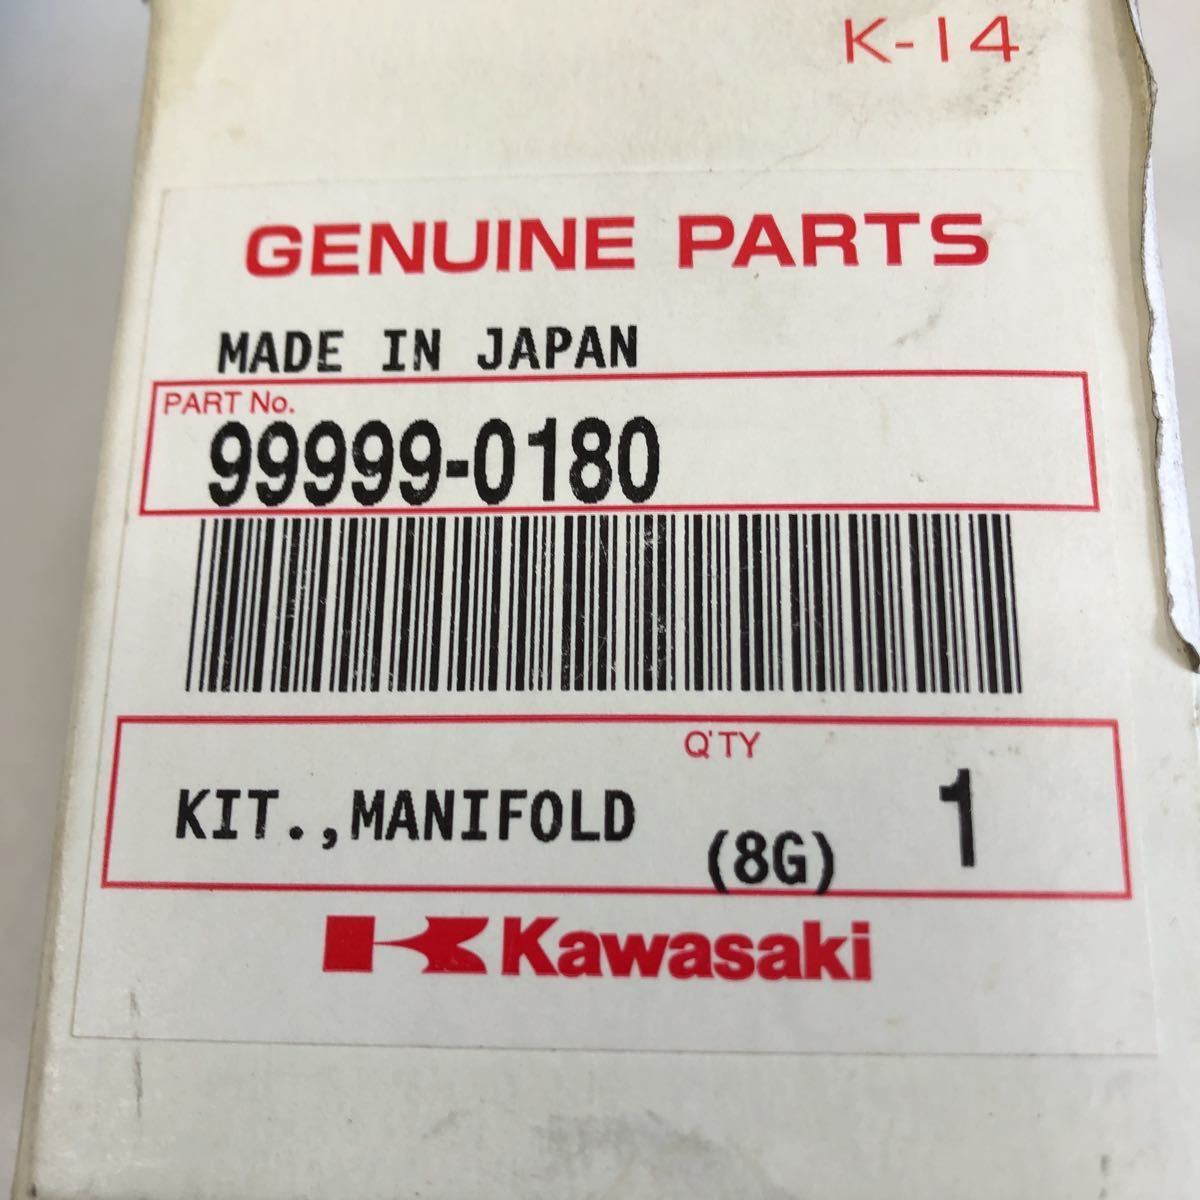 K-14
GENUINE PARTS
MADE IN JAPAN
PART No.
99999-0180
Q'TY
KIT.,MANIFOLD (8G) 1
Kawasaki